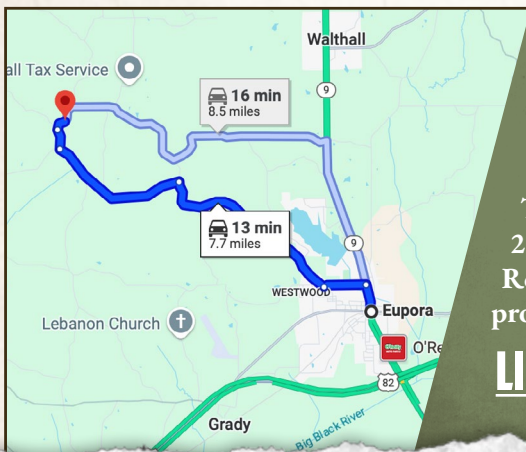 Walthall
all Tax Service
9
16 min
8.5 miles
13 min
7.7 miles
9
WESTWOOD
Eupora
Lebanon Church
O'Re
82
Grady
Big Black River
2
R
pro
LI